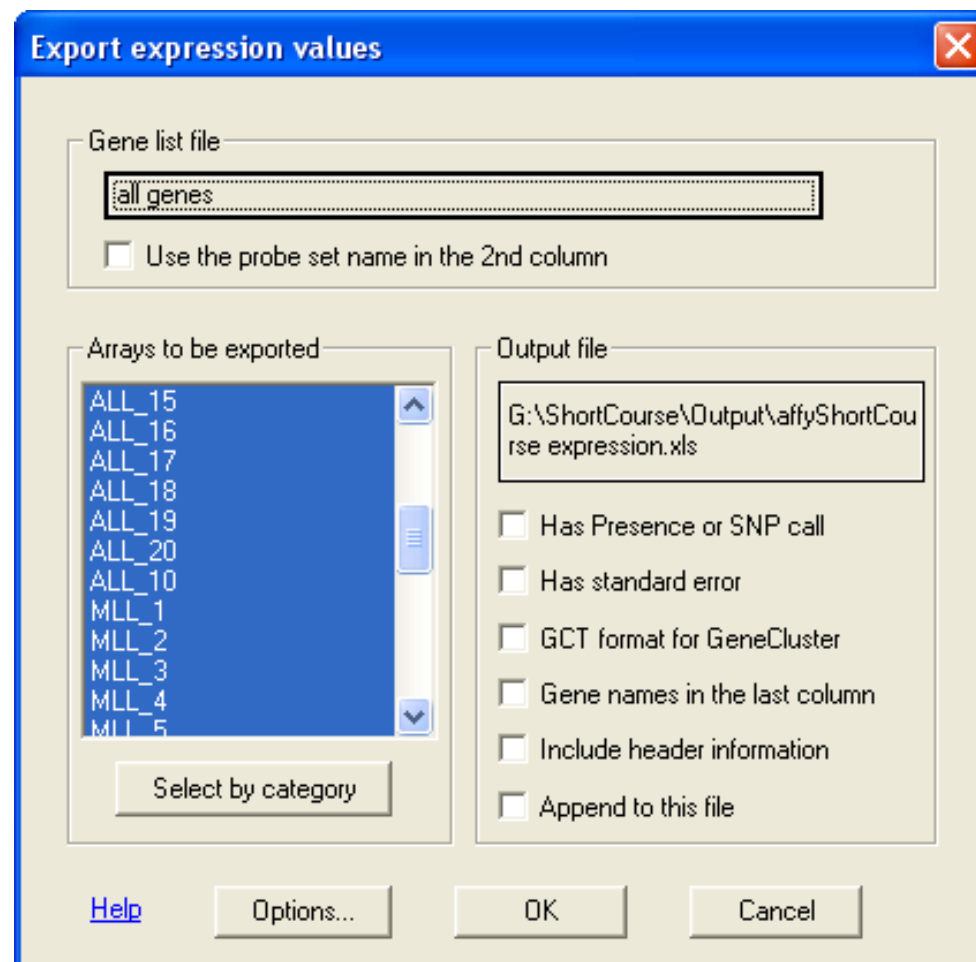 Export expression values
Gene list file
all genes
Use the probe set name in the 2nd column
Arrays to be exported
ALL_15
ALL_16
ALL_17
ALL_18
ALL_19
ALL_20
ALL_10
MLL_1
MLL_2
MLL_3
MLL_4
MLL_5
Select by category
Output file
G:\ShortCourse\Output\affyShortCou
rse expression.xls
Has Presence or SNP call
Has standard error
GCT format for GeneCluster
Gene names in the last column
Include header information
Append to this file
Help
Options...
OK
Cancel